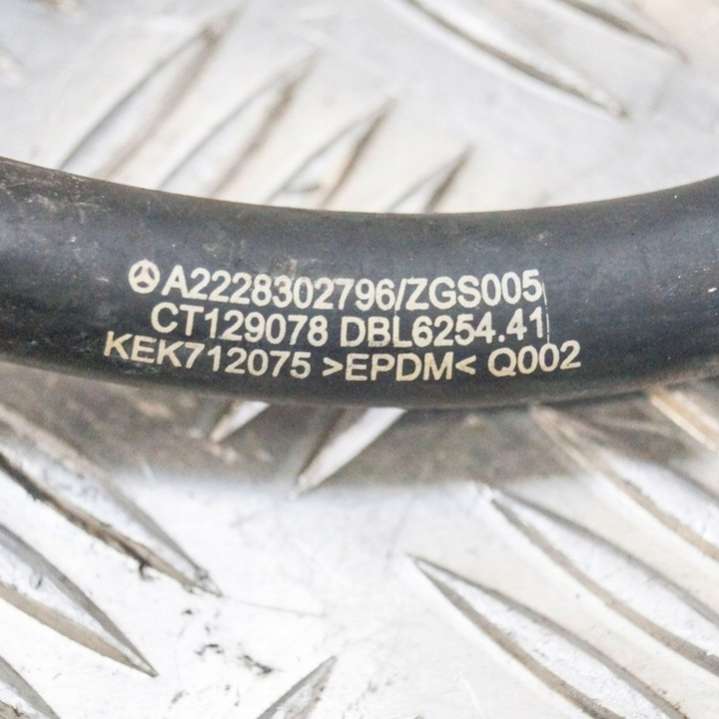 A2228302796/ZGS005
CT129078 DBL6254.41
KEK712075 >EPDM< Q002